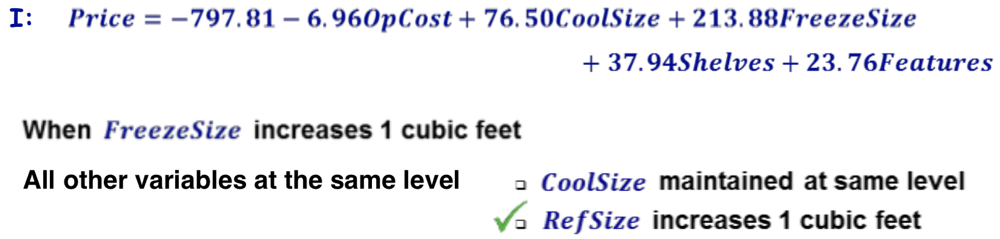 I: Price = −797.81 − 6.96OpCost + 76.50CoolSize + 213.88FreezeSize
+ 37.94Shelves + 23.76Features
When FreezeSize increases 1 cubic feet
All other variables at the same level
CoolSize maintained at same level
RefSize increases 1 cubic feet